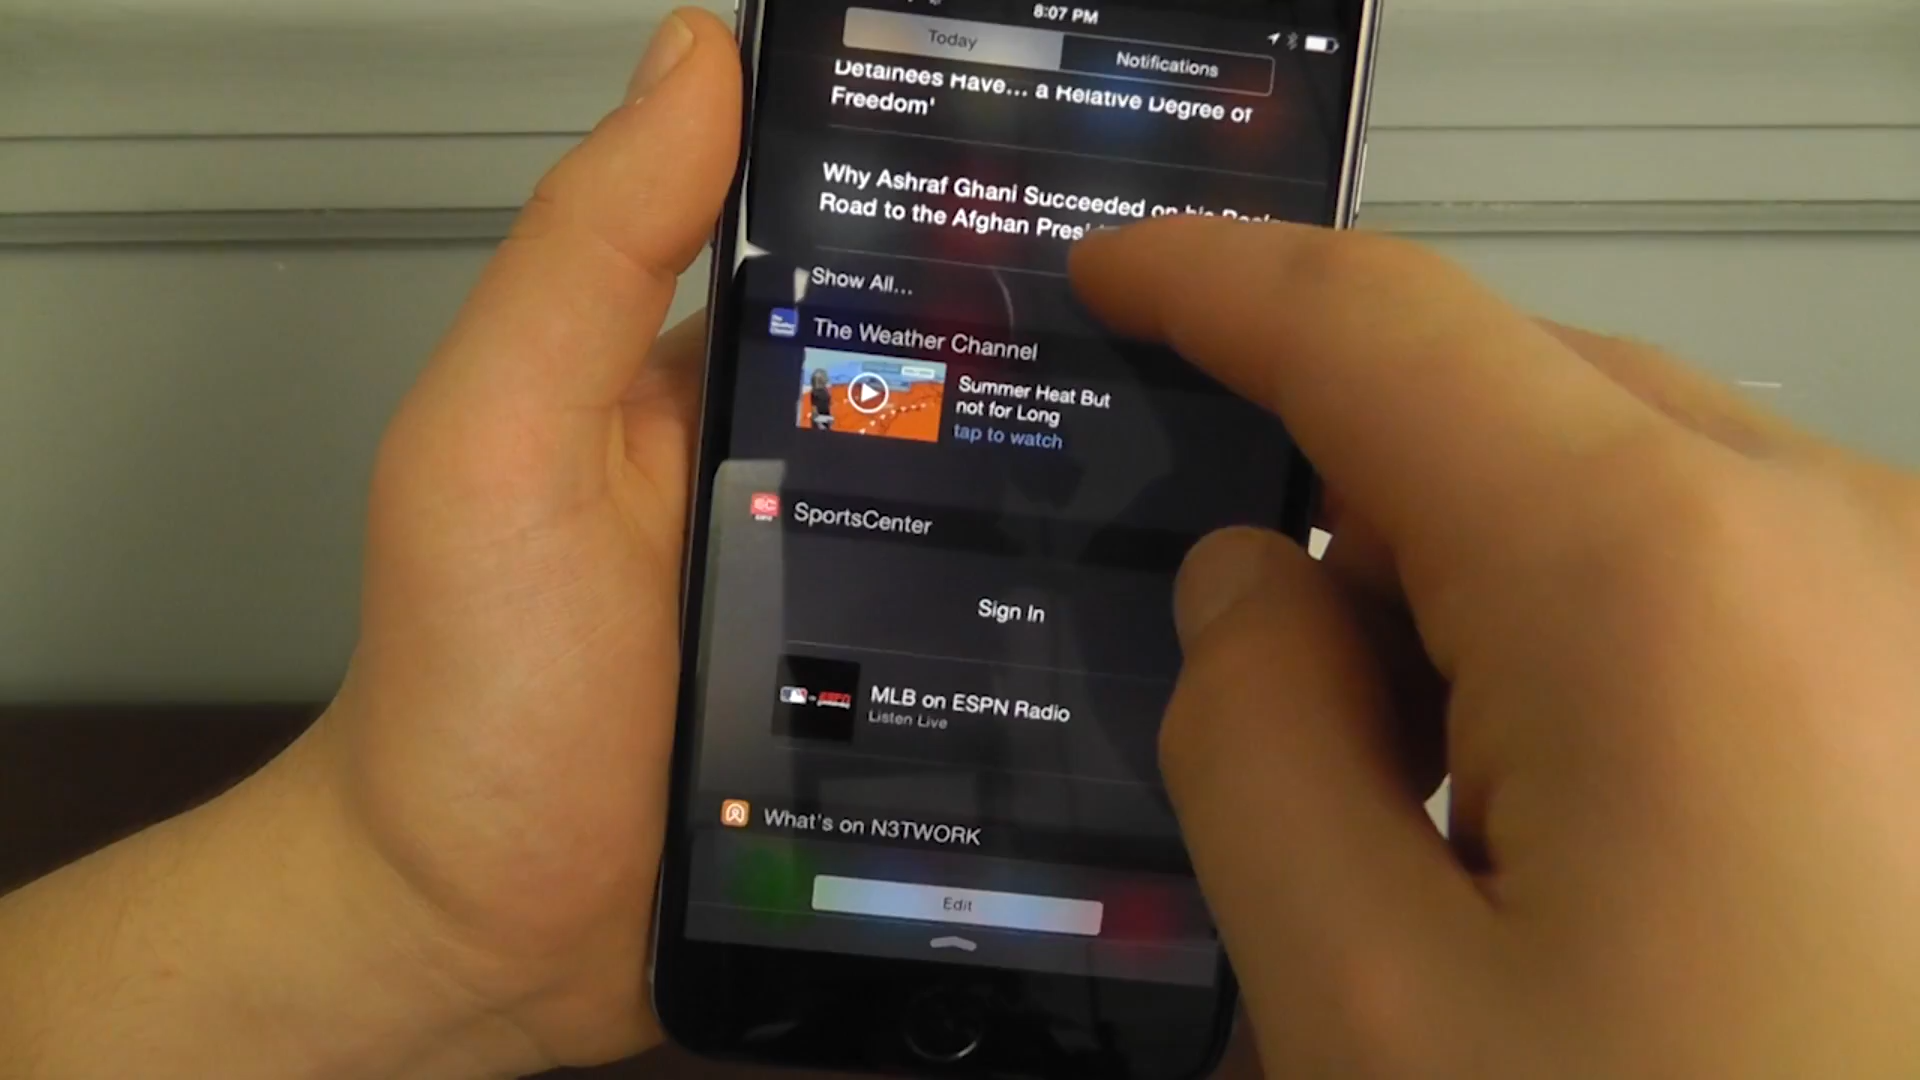 8:07 PM
Today
Notifications
Detainees Have... a Relative Degree of
Freedom'
Why Ashraf Ghani Succeeded on his
Road to the Afghan
Show All...
The Weather Channel
Summer Heat But
not for Long
tap to watch
SportsCenter
Sign In
MLB on ESPN Radio
Listen Live
What's on N3TWORK
Edit